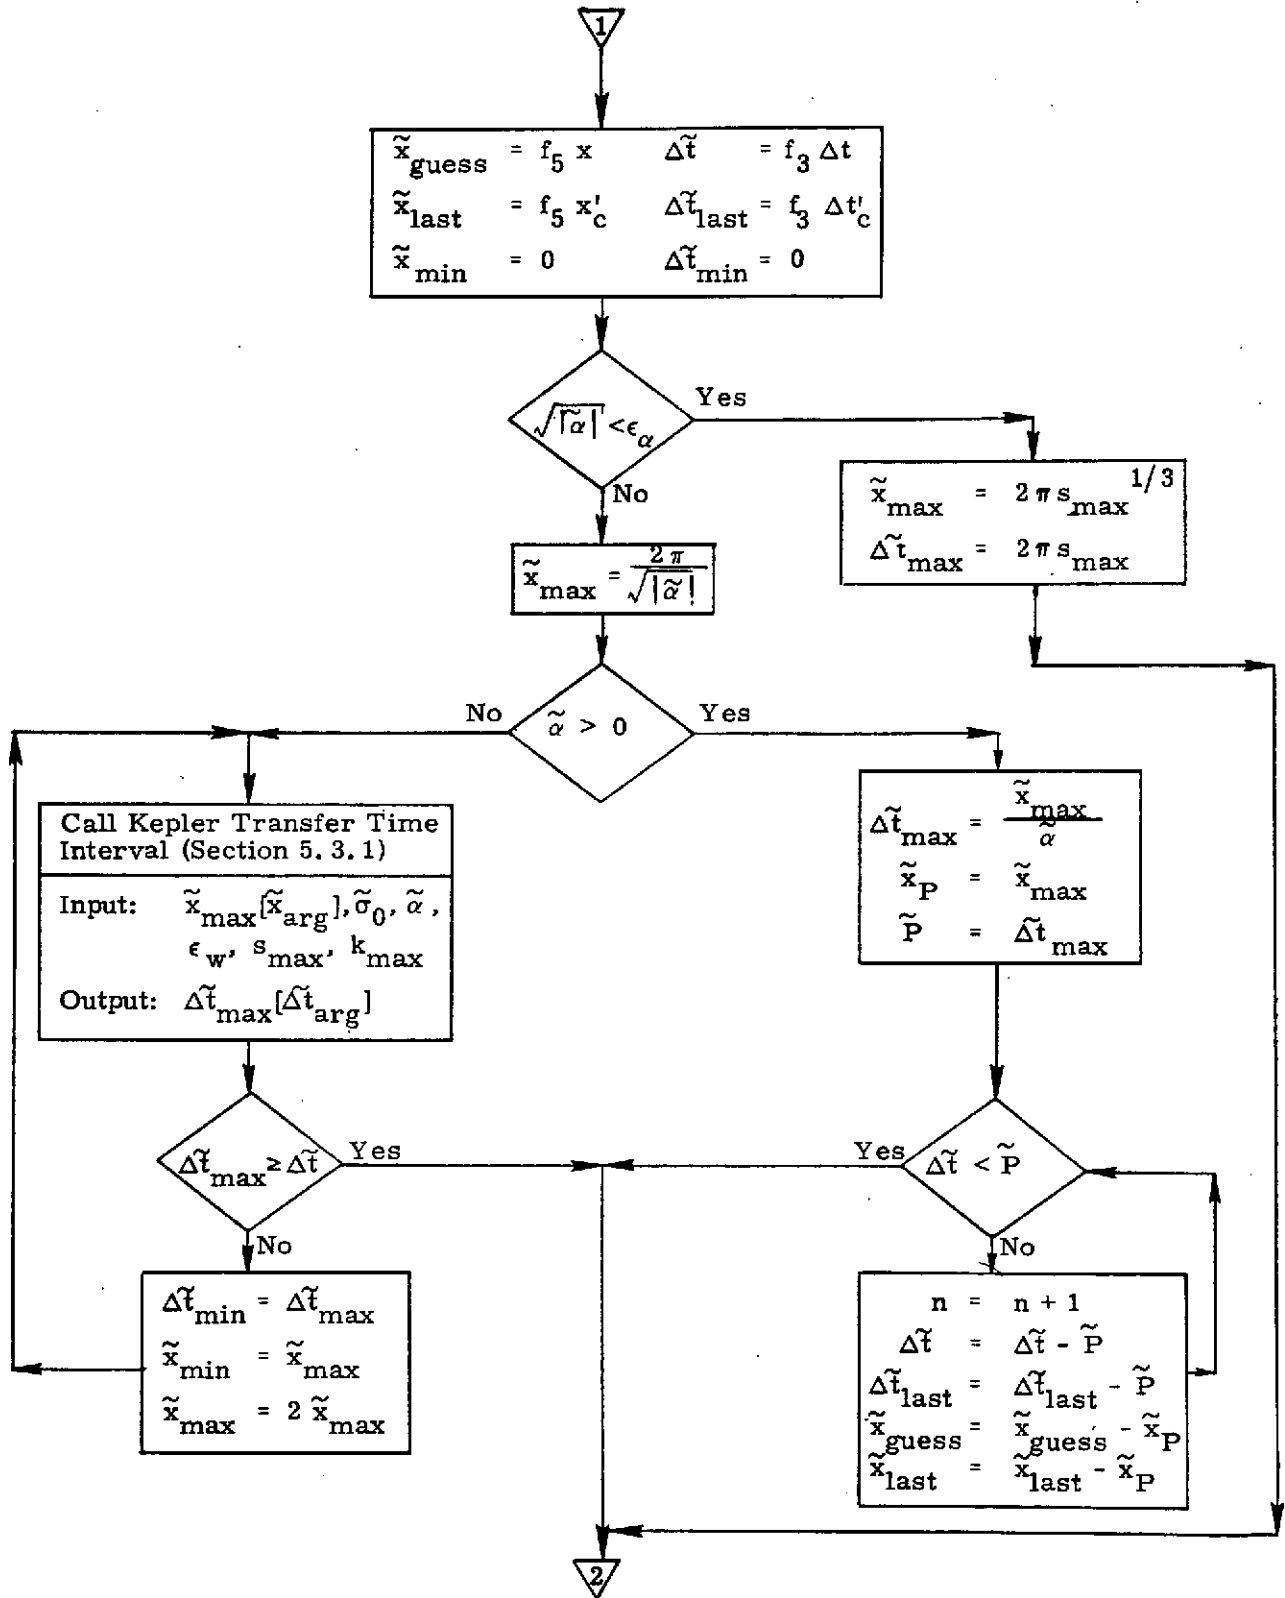 1
x̃guess = f5 x Δt̃ = f3 Δt
x̃last = f5 x'c Δt̃last = f3 Δt'c
x̃min = 0 Δt̃min = 0
√|α̃| < εα
Yes
No
x̃max = 2 π smax^1/3
Δt̃max = 2 π smax
x̃max = 2 π / √|α̃|
No
α̃ > 0
Yes
Call Kepler Transfer Time
Interval (Section 5.3.1)
Input: x̃max[x̃arg], σ̃0, α̃,
εw, smax, kmax
Output: Δt̃max[Δt̃arg]
Δt̃max = x̃max / α̃
x̃P = x̃max
P̃ = Δt̃max
Δt̃max ≥ Δt̃
Yes
No
Yes
Δt̃ < P̃
No
Δt̃min = Δt̃max
x̃min = x̃max
x̃max = 2 x̃max
n = n + 1
Δt̃ = Δt̃ - P̃
Δt̃last = Δt̃last - P̃
x̃guess = x̃guess - x̃P
x̃last = x̃last - x̃P
2